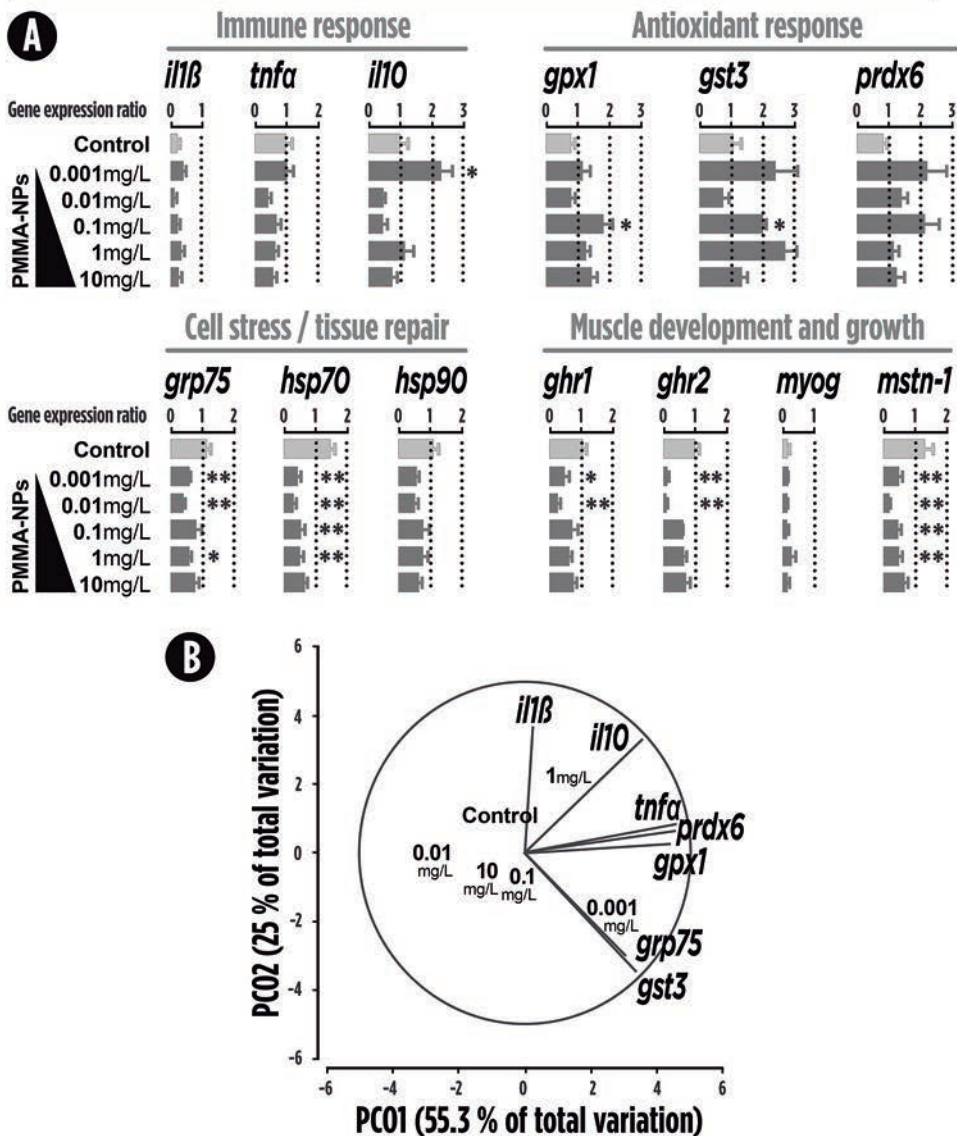 A
Immune response
Antioxidant response
il1ß tnfα il10 gpx1 gst3 prdx6
Gene expression ratio
0 1 0 1 2 0 1 2 3 0 1 2 3 0 1 2 3 0 1 2 3
Control
0.001mg/L *
0.01mg/L
0.1mg/L * *
1mg/L
10mg/L
PMMA-NPs
Cell stress / tissue repair
Muscle development and growth
grp75 hsp70 hsp90 ghr1 ghr2 myog mstn-1
Gene expression ratio
0 1 2 0 1 2 0 1 2 0 1 2 0 1 2 0 1 0 1 2
Control
0.001mg/L ** ** * ** **
0.01mg/L ** ** ** ** **
0.1mg/L ** **
1mg/L * ** **
10mg/L
PMMA-NPs
B
PCO2 (25 % of total variation)
6
4
2
0
-2
-4
-6
il1ß
il10
1mg/L
tnfα
Control
prdx6
gpx1
0.01
mg/L
10
mg/L
0.1
mg/L
0.001
mg/L
grp75
gst3
-6 -4 -2 0 2 4 6
PCO1 (55.3 % of total variation)